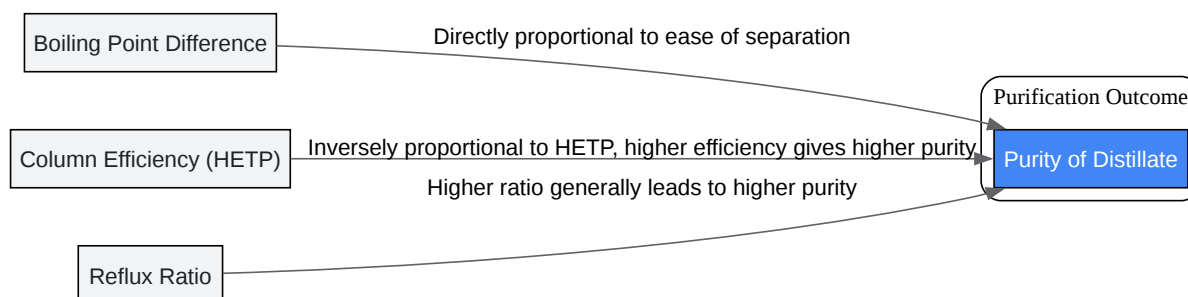 Boiling Point Difference
Directly proportional to ease of separation
Purification Outcome
Column Efficiency (HETP)
Inversely proportional to HETP, higher efficiency gives higher purity
Purity of Distillate
Higher ratio generally leads to higher purity
Reflux Ratio